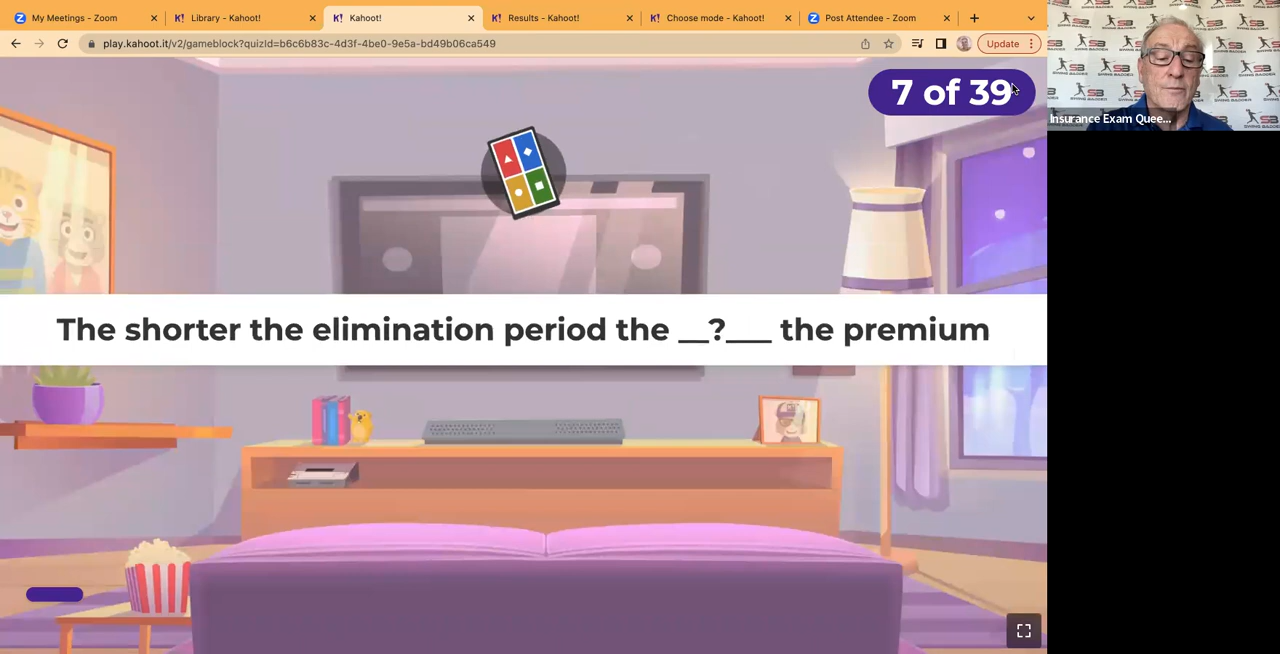 My Meetings - Zoom
Library - Kahoot!
Kahoot!
Results - Kahoot!
Choose mode - Kahoot!
Post Attendee - Zoom
play.kahoot.it/v2/gameblock?quizId=b6c6b83c-4d3f-4be0-9e5a-bd49b06ca549
Update
7 of 39
The shorter the elimination period the __?___ the premium
Insurance Exam Quee...